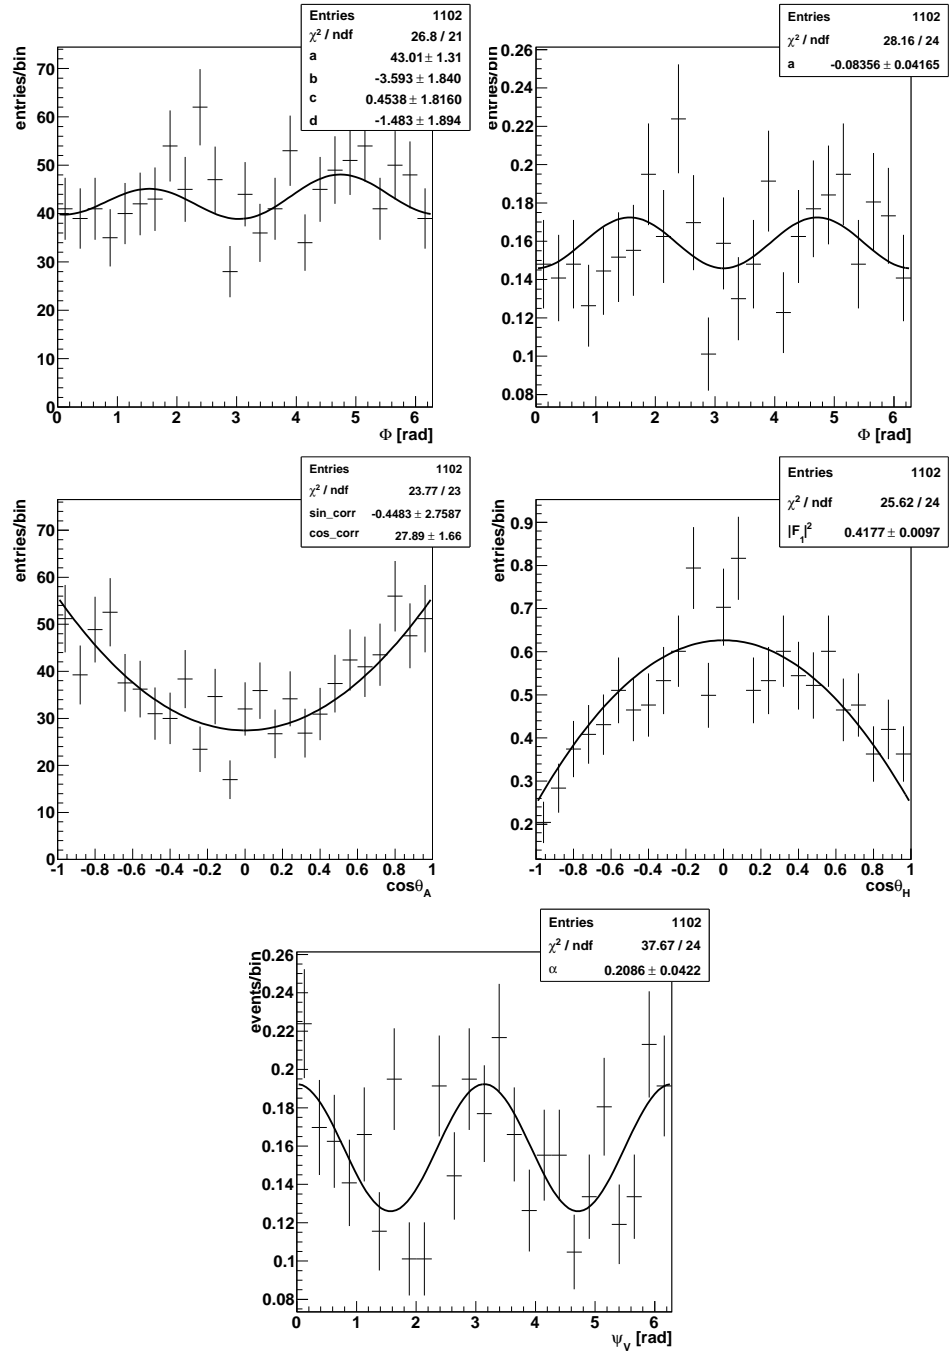 Entries 1102
χ² / ndf 26.8 / 21
a 43.01 ± 1.31
b -3.593 ± 1.840
c 0.4538 ± 1.8160
d -1.483 ± 1.894
entries/bin
70
60
50
40
30
20
10
0
0 1 2 3 4 5 6
Φ [rad]
Entries 1102
χ² / ndf 28.16 / 24
a -0.08356 ± 0.04165
entries/bin
0.26
0.24
0.22
0.2
0.18
0.16
0.14
0.12
0.1
0.08
0 1 2 3 4 5 6
Φ [rad]
Entries 1102
χ² / ndf 23.77 / 23
sin_corr -0.4483 ± 2.7587
cos_corr 27.89 ± 1.66
entries/bin
70
60
50
40
30
20
10
0
-1 -0.8 -0.6 -0.4 -0.2 0 0.2 0.4 0.6 0.8 1
cosθ_A
Entries 1102
χ² / ndf 25.62 / 24
|F₁|² 0.4177 ± 0.0097
entries/bin
0.9
0.8
0.7
0.6
0.5
0.4
0.3
0.2
-1 -0.8 -0.6 -0.4 -0.2 0 0.2 0.4 0.6 0.8 1
cosθ_H
Entries 1102
χ² / ndf 37.67 / 24
α 0.2086 ± 0.0422
events/bin
0.26
0.24
0.22
0.2
0.18
0.16
0.14
0.12
0.1
0.08
0 1 2 3 4 5 6
ψ_V [rad]